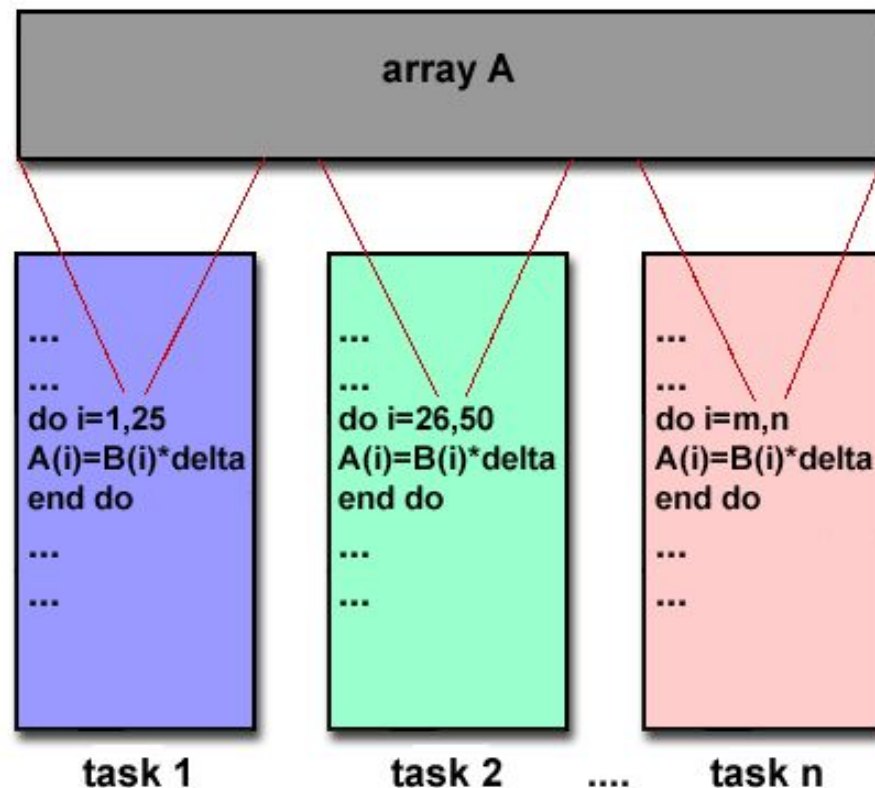 array A
...
...
do i=1,25
A(i)=B(i)*delta
end do
...
...
...
...
do i=26,50
A(i)=B(i)*delta
end do
...
...
...
...
do i=m,n
A(i)=B(i)*delta
end do
...
...
task 1
task 2
....
task n